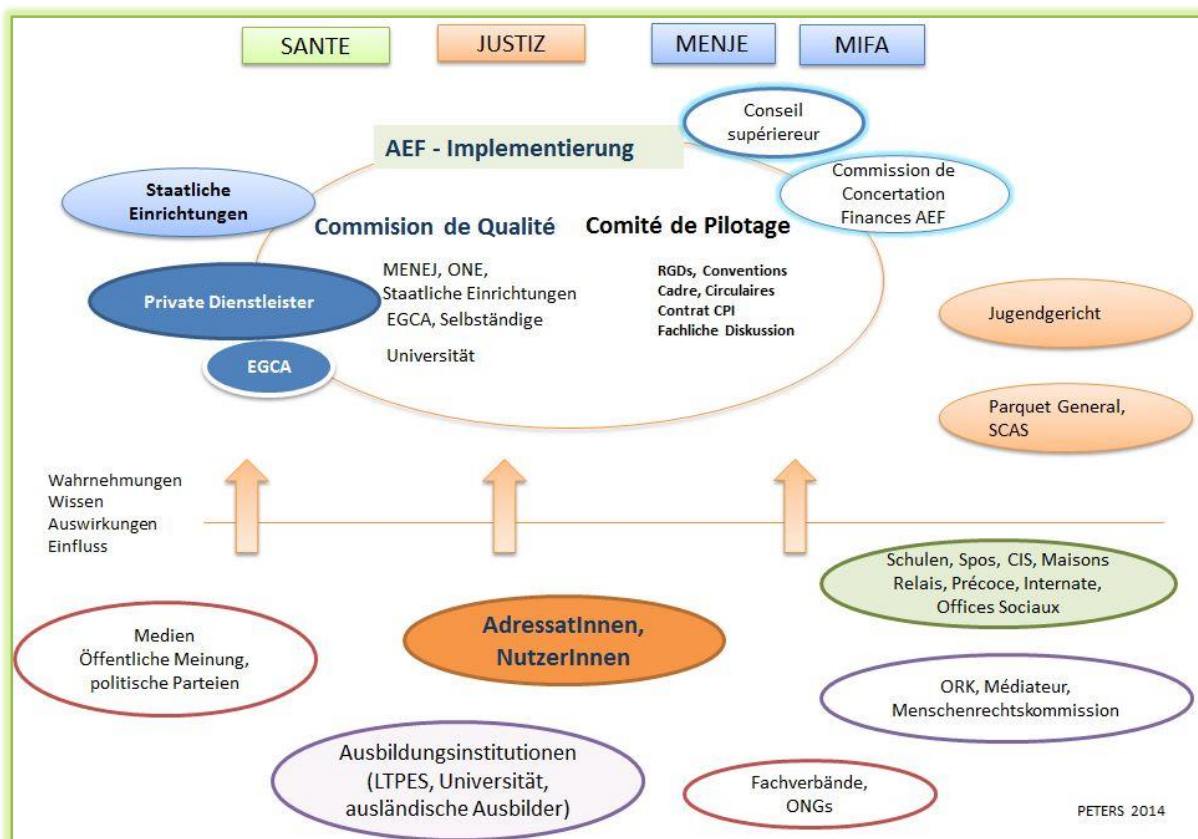 SANTE
JUSTIZ
MENJE
MIFA
Conseil
supériereur
AEF - Implementierung
Commission de
Concertation
Finances AEF
Staatliche
Einrichtungen
Commision de Qualité
Comité de Pilotage
MENEJ, ONE,
Staatliche Einrichtungen
EGCA, Selbständige
Universität
RGDs, Conventions
Cadre, Circulaires
Contrat CPI
Fachliche Diskussion
Private Dienstleister
EGCA
Jugendgericht
Parquet General,
SCAS
Wahrnehmungen
Wissen
Auswirkungen
Einfluss
Schulen, Spos, CIS, Maisons
Relais, Précoce, Internate,
Offices Sociaux
Medien
Öffentliche Meinung,
politische Parteien
AdressatInnen,
NutzerInnen
ORK, Médiateur,
Menschenrechtskommission
Ausbildungsinstitutionen
(LTPES, Universität,
ausländische Ausbilder)
Fachverbände,
ONGs
PETERS 2014